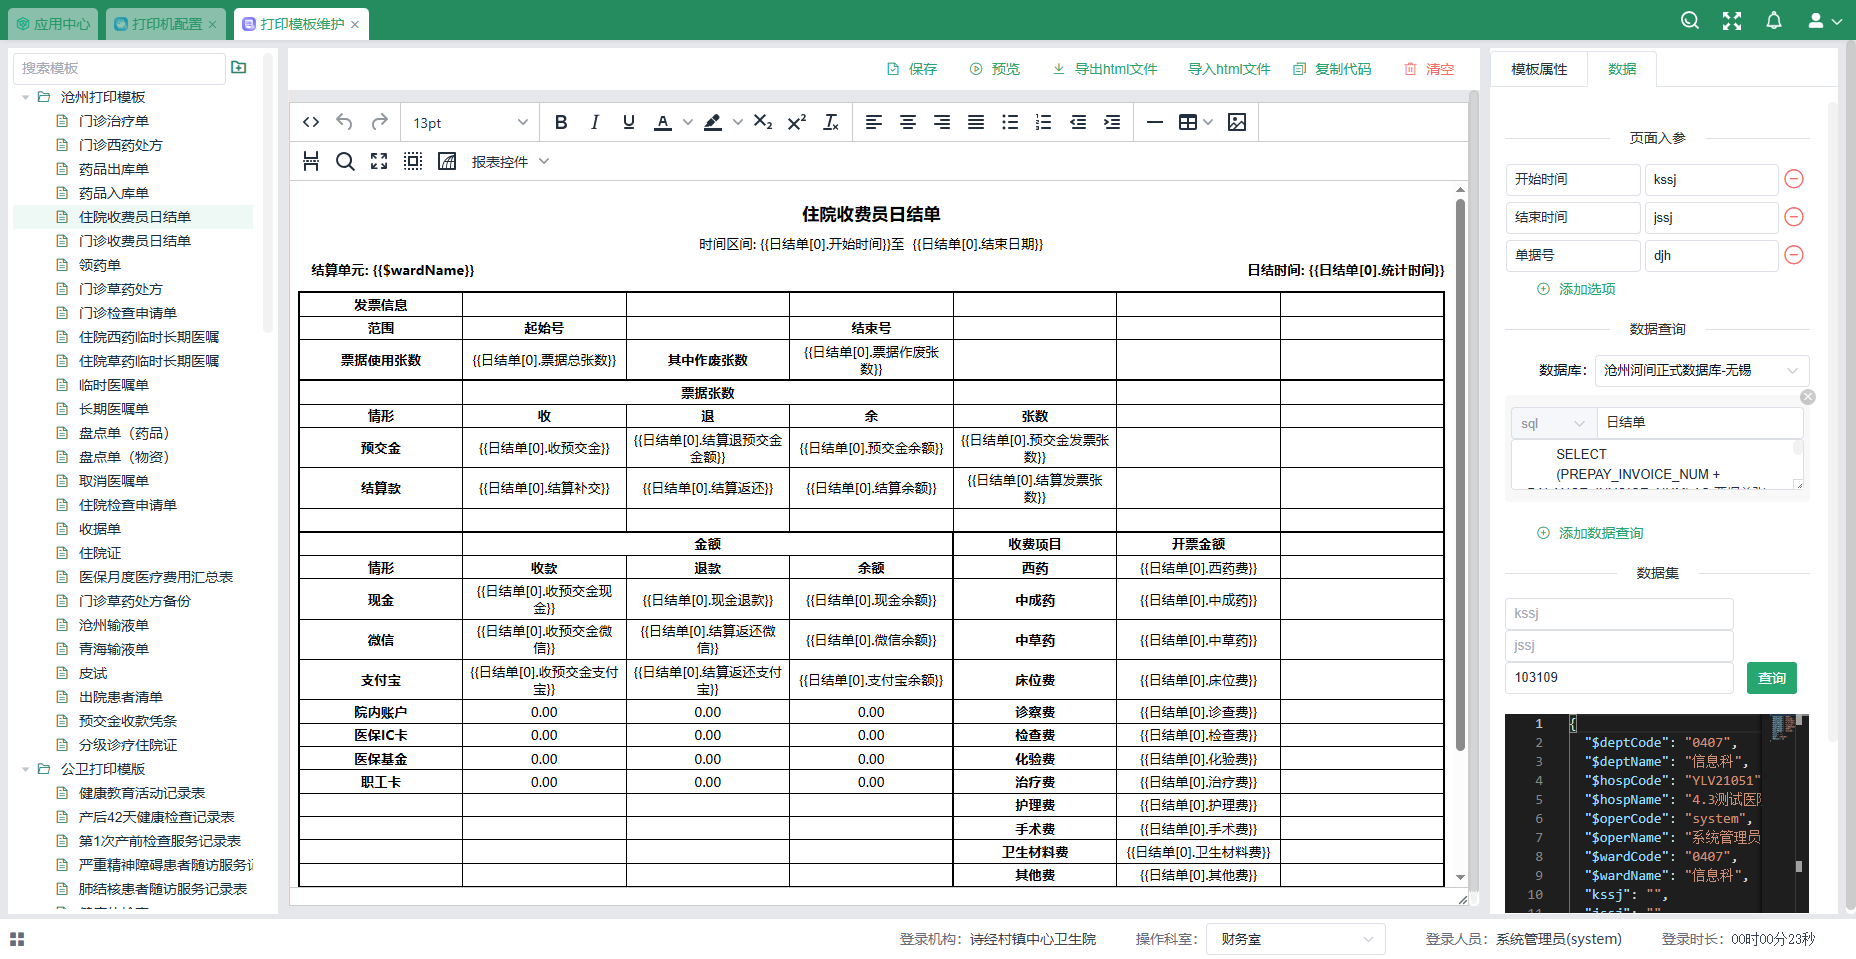 应用中心
打印机配置 ×
打印模板维护 ×
搜索模板
沧州打印模板
门诊治疗单
门诊西药处方
药品出库单
药品入库单
住院收费员日结单
门诊收费员日结单
领药单
门诊草药处方
门诊检查申请单
住院西药临时长期医嘱
住院草药临时长期医嘱
临时医嘱单
长期医嘱单
盘点单（药品）
盘点单（物资）
取消医嘱单
住院检查申请单
收据单
住院证
医保月度医疗费用汇总表
门诊草药处方备份
沧州输液单
青海输液单
皮试
出院患者清单
预交金收款凭条
分级诊疗住院证
公卫打印模版
健康教育活动记录表
产后42天健康检查记录表
第1次产前检查服务记录表
严重精神障碍患者随访服务
肺结核患者随访服务记录表
保存
预览
导出html文件
导入html文件
复制代码
清空
13pt
报表控件
住院收费员日结单
时间区间: {{日结单[0].开始时间}}至 {{日结单[0].结束日期}}
结算单元: {{$wardName}} 日结时间: {{日结单[0].统计时间}}
发票信息
范围 起始号 结束号
票据使用张数 {{日结单[0].票据总张数}} 其中作废张数 {{日结单[0].票据作废张数}}
票据张数
情形 收 退 余 张数
预交金 {{日结单[0].收预交金}} {{日结单[0].结算退预交金金额}} {{日结单[0].预交金余额}} {{日结单[0].预交金发票张数}}
结算款 {{日结单[0].结算补交}} {{日结单[0].结算返还}} {{日结单[0].结算余额}} {{日结单[0].结算发票张数}}
金额 收费项目 开票金额
情形 收款 退款 余额 西药 {{日结单[0].西药费}}
现金 {{日结单[0].收预交金现金}} {{日结单[0].现金退款}} {{日结单[0].现金余额}} 中成药 {{日结单[0].中成药}}
微信 {{日结单[0].收预交金微信}} {{日结单[0].结算返还微信}} {{日结单[0].微信余额}} 中草药 {{日结单[0].中草药}}
支付宝 {{日结单[0].收预交金支付宝}} {{日结单[0].结算返还支付宝}} {{日结单[0].支付宝余额}} 床位费 {{日结单[0].床位费}}
院内账户 0.00 0.00 0.00 诊察费 {{日结单[0].诊查费}}
医保IC卡 0.00 0.00 0.00 检查费 {{日结单[0].检查费}}
医保基金 0.00 0.00 0.00 化验费 {{日结单[0].化验费}}
职工卡 0.00 0.00 0.00 治疗费 {{日结单[0].治疗费}}
护理费 {{日结单[0].护理费}}
手术费 {{日结单[0].手术费}}
卫生材料费 {{日结单[0].卫生材料费}}
其他费 {{日结单[0].其他费}}
模板属性 数据
页面入参
开始时间 kssj
结束时间 jssj
单据号 djh
添加选项
数据查询
数据库: 沧州河间正式数据库-无锡
sql 日结单
SELECT
(PREPAY_INVOICE_NUM +
添加数据查询
数据集
kssj
jssj
103109 查询
1 {
2 "$deptCode": "0407",
3 "$deptName": "信息科",
4 "$hospCode": "YLV21051"
5 "$hospName": "4.3测试医
6 "$operCode": "system",
7 "$operName": "系统管理员
8 "$wardCode": "0407",
9 "$wardName": "信息科",
10 "kssj": "",
11 "jssj": ""
登录机构: 诗经村镇中心卫生院
操作科室: 财务室
登录人员: 系统管理员(system)
登录时长: 00时00分23秒